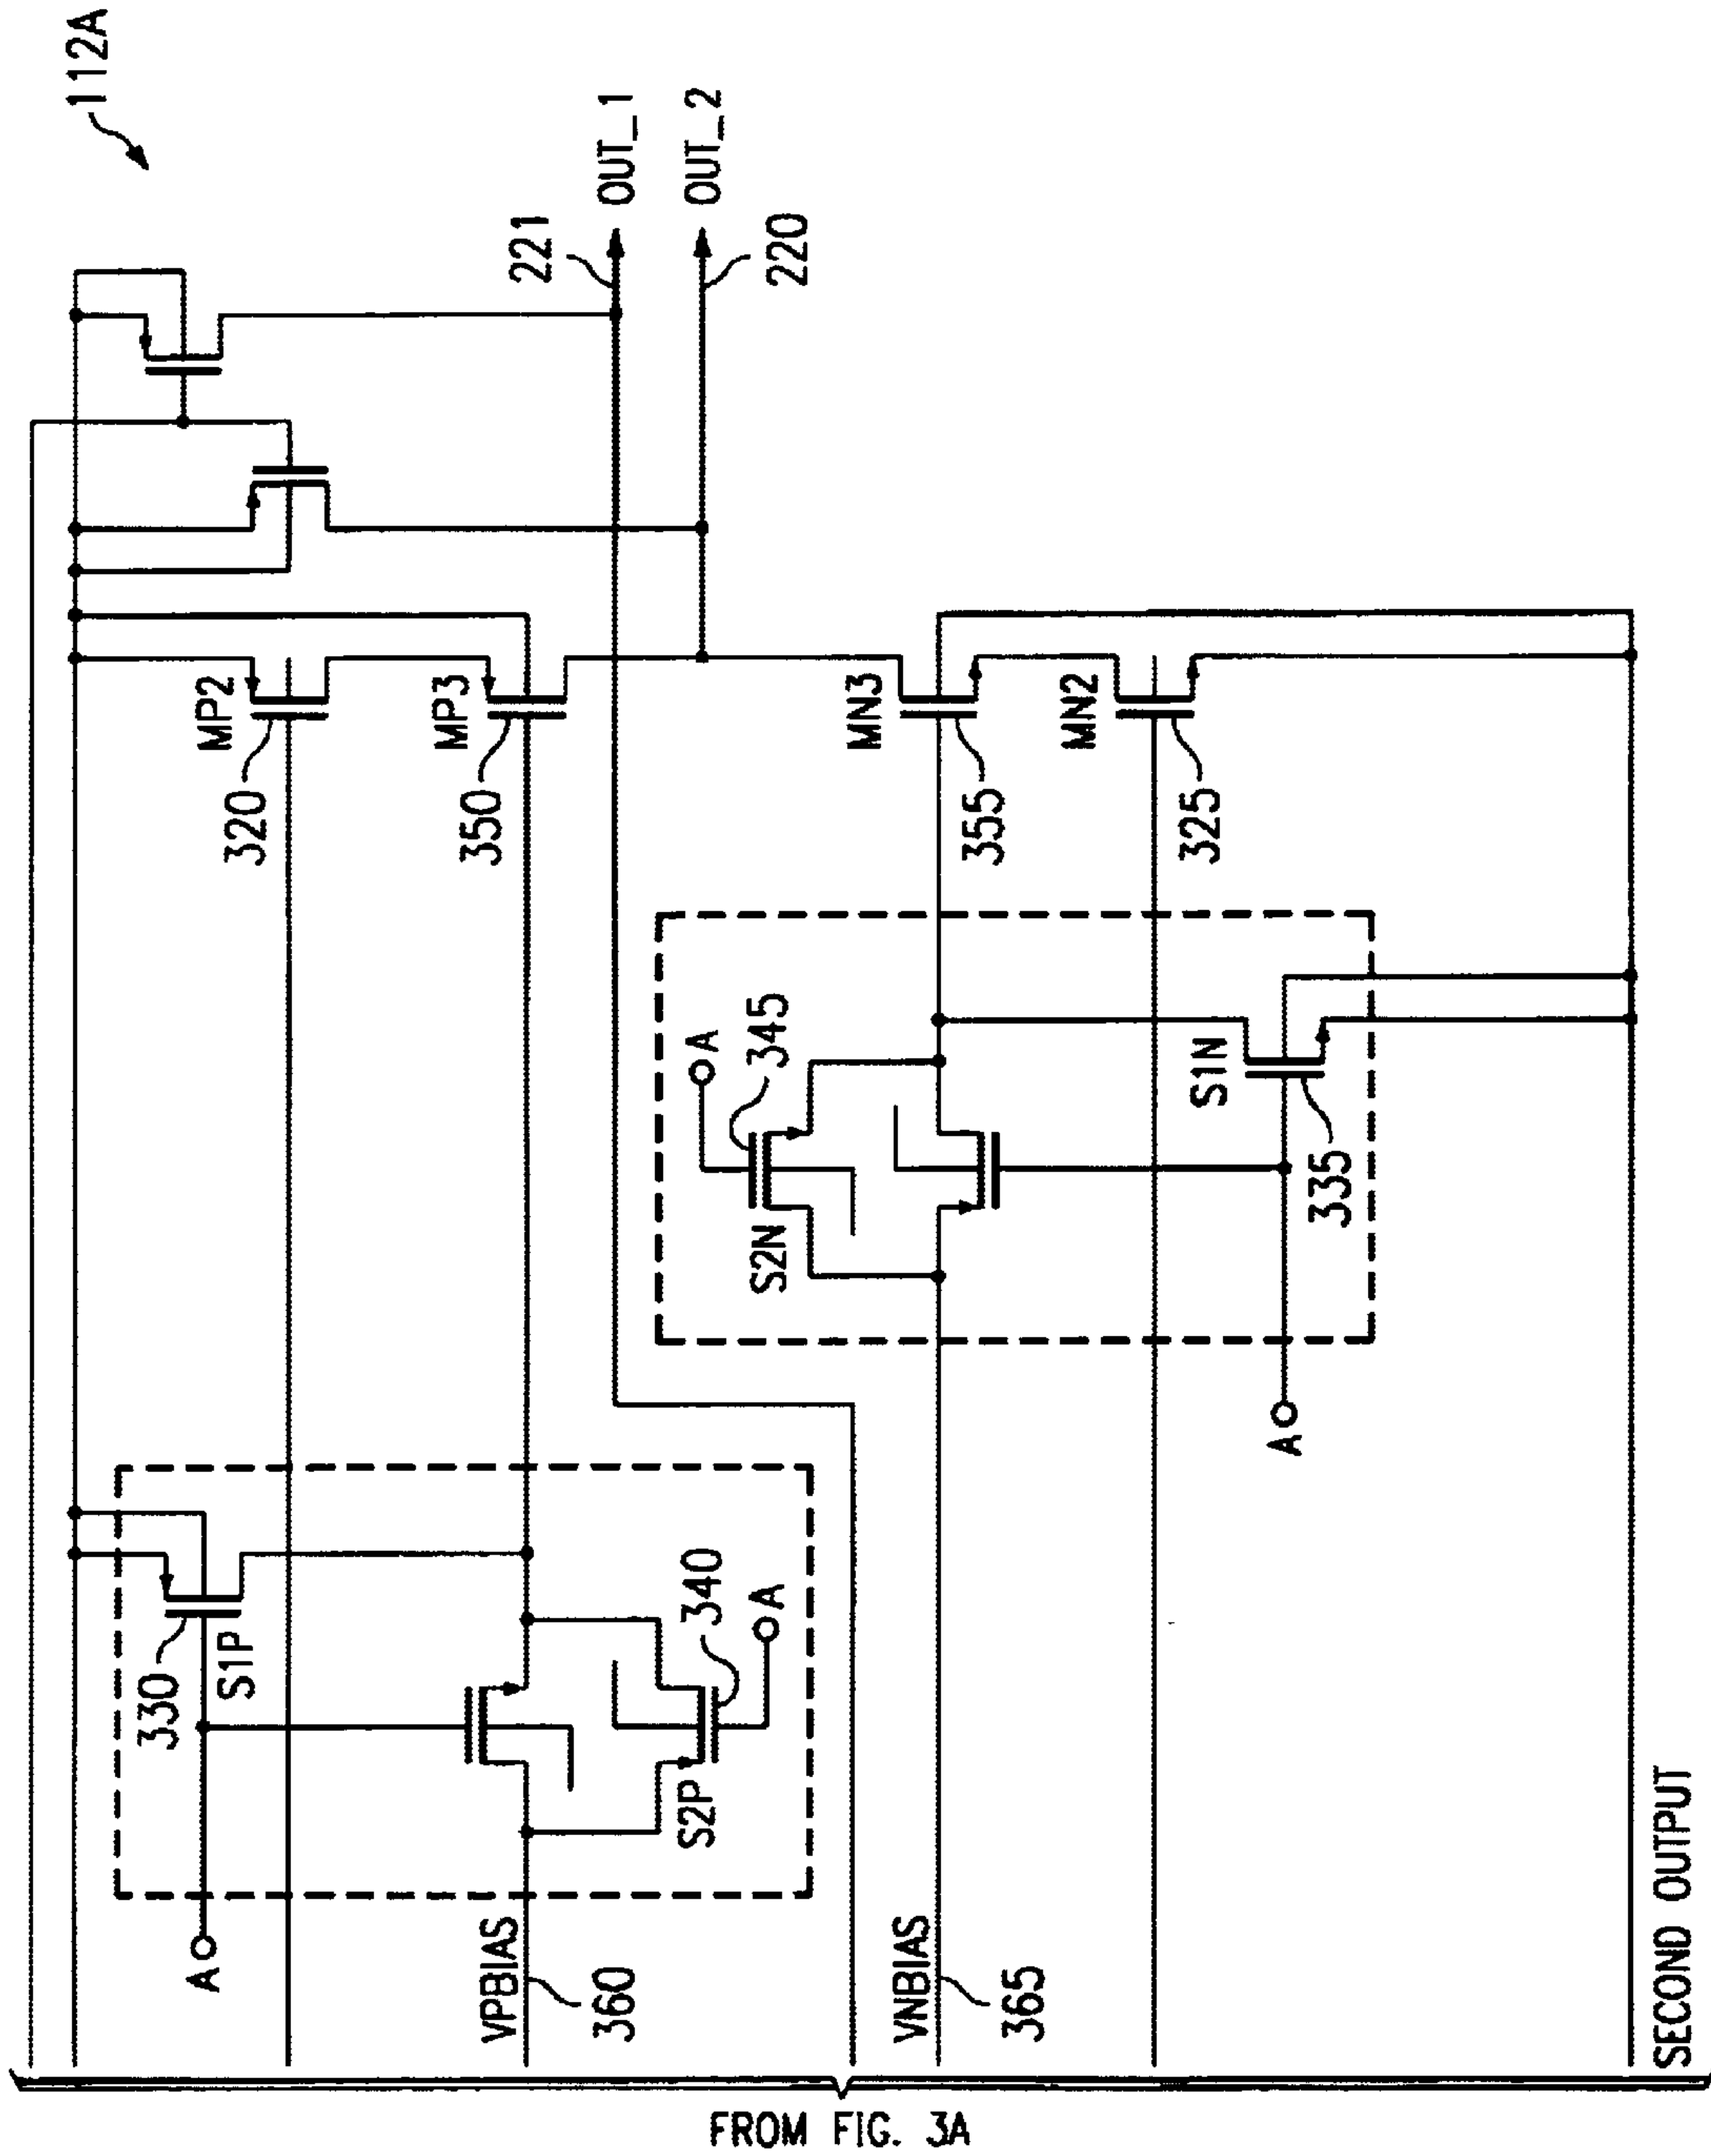 112A
221
OUT_1
OUT_2
220
MP2
320
MP3
350
MN3
355
MN2
325
A
345
S2N
S1N
335
A
330
S1P
340
A
S2P
A
VPBIAS
360
VNBIAS
365
SECOND OUTPUT
FROM FIG. 3A